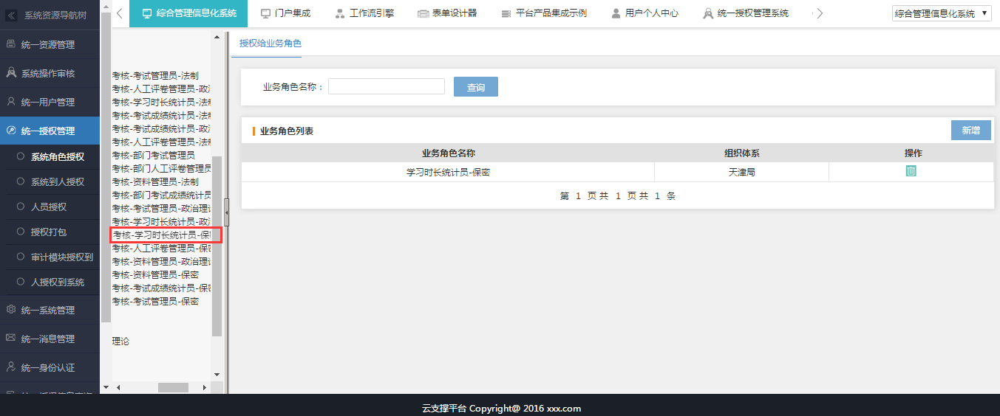 系统资源导航树
统一资源管理
系统操作审核
统一用户管理
统一授权管理
系统角色授权
系统到人授权
人员授权
授权打包
审计模块授权到
人授权到系统
统一系统管理
统一消息管理
统一身份认证
综合管理信息化系统
门户集成
工作流引擎
表单设计器
平台产品集成示例
用户个人中心
统一授权管理系统
综合管理信息化系统
考核-考试管理员-法制
考核-人工评卷管理员-政
考核-学习时长统计员-法
考核-考试成绩统计员-法
考核-考试成绩统计员-政
考核-人工评卷管理员-法
考核-部门考试管理员
考核-部门人工评卷管理员
考核-资料管理员-法制
考核-部门考试成绩统计员
考核-考试管理员-政治理
考核-学习时长统计员-政
考核-学习时长统计员-保
考核-人工评卷管理员-保
考核-资料管理员-政治理
考核-资料管理员-保密
考核-考试成绩统计员-保
考核-考试管理员-保密
理论
授权给业务角色
业务角色名称：
查询
业务角色列表
新增
业务角色名称 组织体系 操作
学习时长统计员-保密 天津局
第 1 页 共 1 页 共 1 条
云支撑平台 Copyright@ 2016 xxx.com